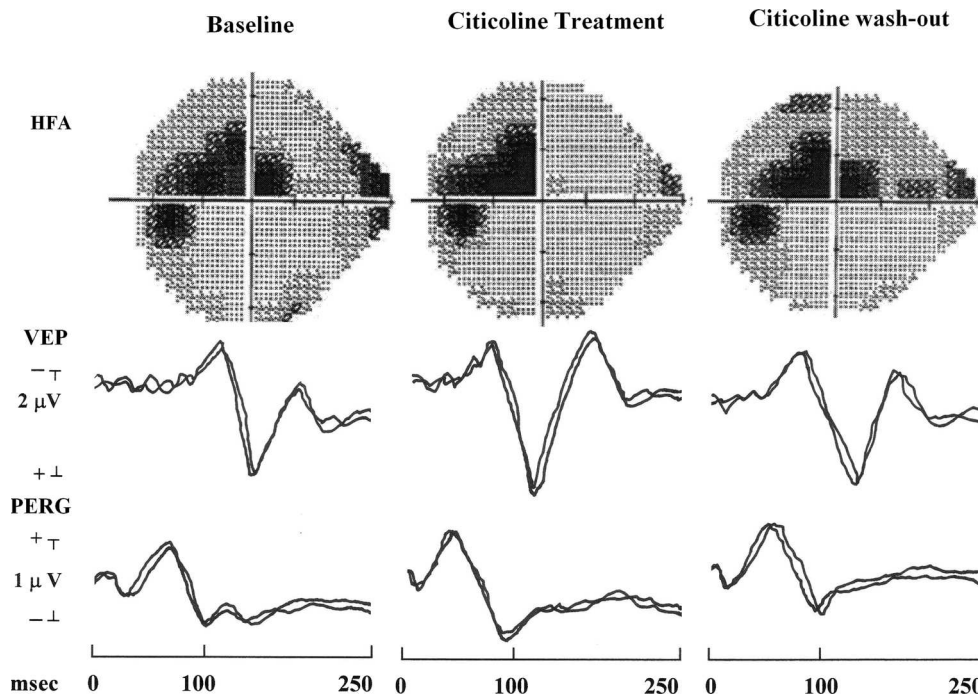 Baseline
Citicoline Treatment
Citicoline wash-out
HFA
VEP
−
2 μV
+
PERG
+
1 μV
−
msec 0 100 250 0 100 250 0 100 250